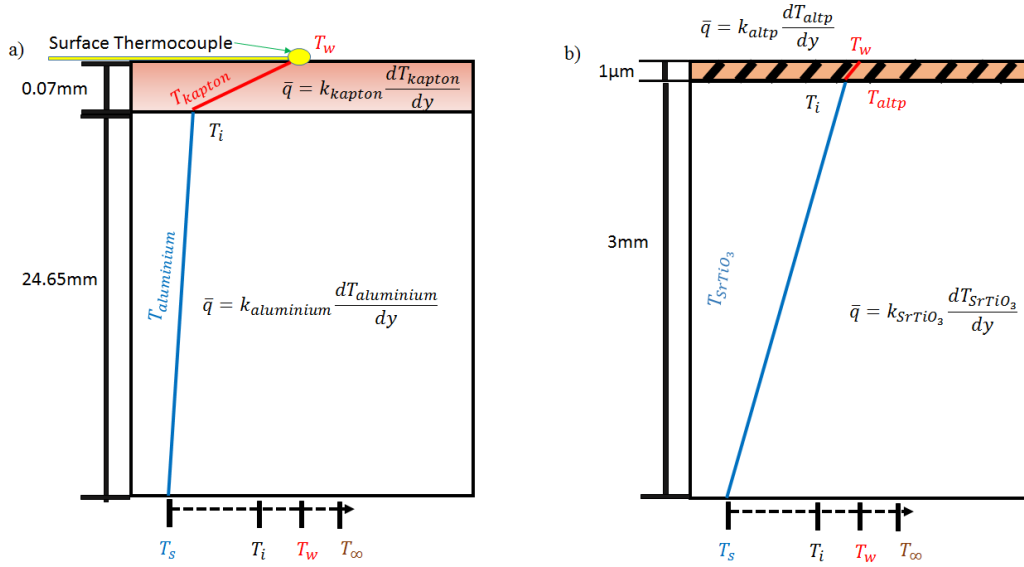 a)
Surface Thermocouple
T_w
0.07mm
T_kapton
q̄ = k_kapton dT_kapton/dy
T_i
24.65mm
T_aluminium
q̄ = k_aluminium dT_aluminium/dy
T_s
T_i
T_w
T_∞
b)
q̄ = k_altp dT_altp/dy
T_w
1μm
T_i
T_altp
3mm
T_SrTiO₃
q̄ = k_SrTiO₃ dT_SrTiO₃/dy
T_s
T_i
T_w
T_∞